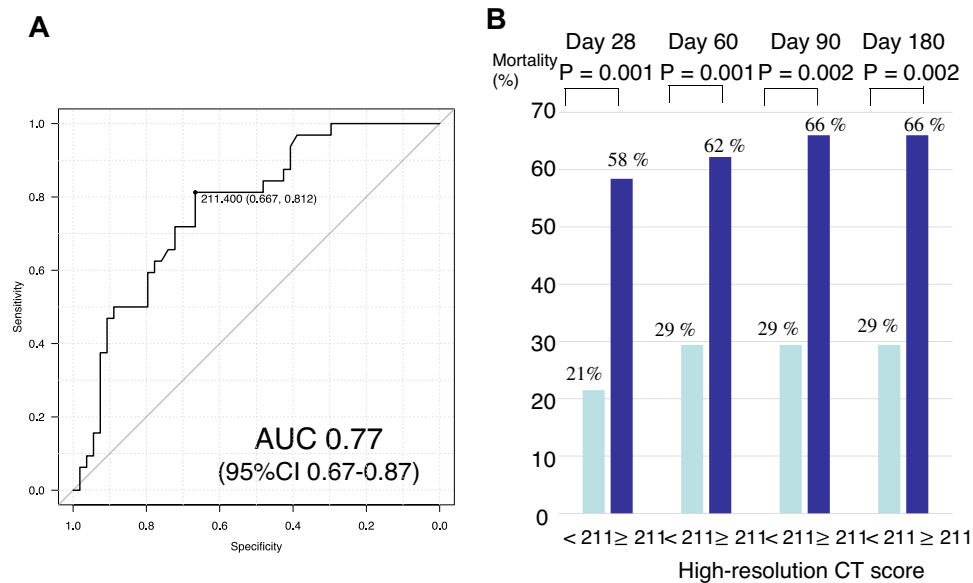 A
1.0
0.8
0.6
0.4
0.2
0.0
Sensitivity
211.400 (0.667, 0.812)
AUC 0.77
(95%CI 0.67-0.87)
1.0 0.8 0.6 0.4 0.2 0.0
Specificity
B
Day 28 Day 60 Day 90 Day 180
Mortality
(%)
P = 0.001 P = 0.001 P = 0.002 P = 0.002
70
60
50
40
30
20
10
0
21% 58 % 29 % 62 % 29 % 66 % 29 % 66 %
< 211 ≥ 211 < 211 ≥ 211 < 211 ≥ 211 < 211 ≥ 211
High-resolution CT score